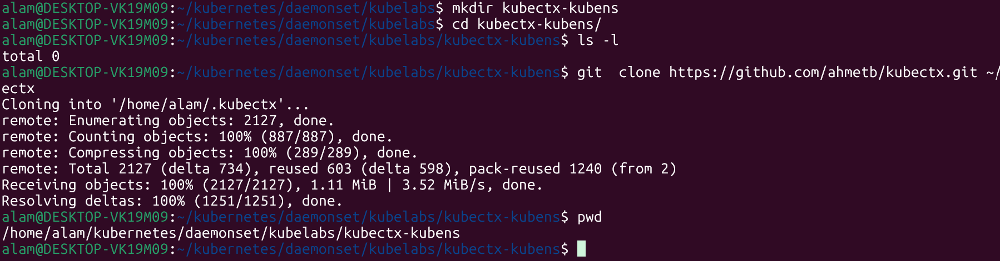 alam@DESKTOP-VK19M09:~/kubernetes/daemonset/kubelabs$ mkdir kubectx-kubens
alam@DESKTOP-VK19M09:~/kubernetes/daemonset/kubelabs$ cd kubectx-kubens/
alam@DESKTOP-VK19M09:~/kubernetes/daemonset/kubelabs/kubectx-kubens$ ls -l
total 0
alam@DESKTOP-VK19M09:~/kubernetes/daemonset/kubelabs/kubectx-kubens$ git  clone https://github.com/ahmetb/kubectx.git ~/
ectx
Cloning into '/home/alam/.kubectx'...
remote: Enumerating objects: 2127, done.
remote: Counting objects: 100% (887/887), done.
remote: Compressing objects: 100% (289/289), done.
remote: Total 2127 (delta 734), reused 603 (delta 598), pack-reused 1240 (from 2)
Receiving objects: 100% (2127/2127), 1.11 MiB | 3.52 MiB/s, done.
Resolving deltas: 100% (1251/1251), done.
alam@DESKTOP-VK19M09:~/kubernetes/daemonset/kubelabs/kubectx-kubens$ pwd
/home/alam/kubernetes/daemonset/kubelabs/kubectx-kubens
alam@DESKTOP-VK19M09:~/kubernetes/daemonset/kubelabs/kubectx-kubens$